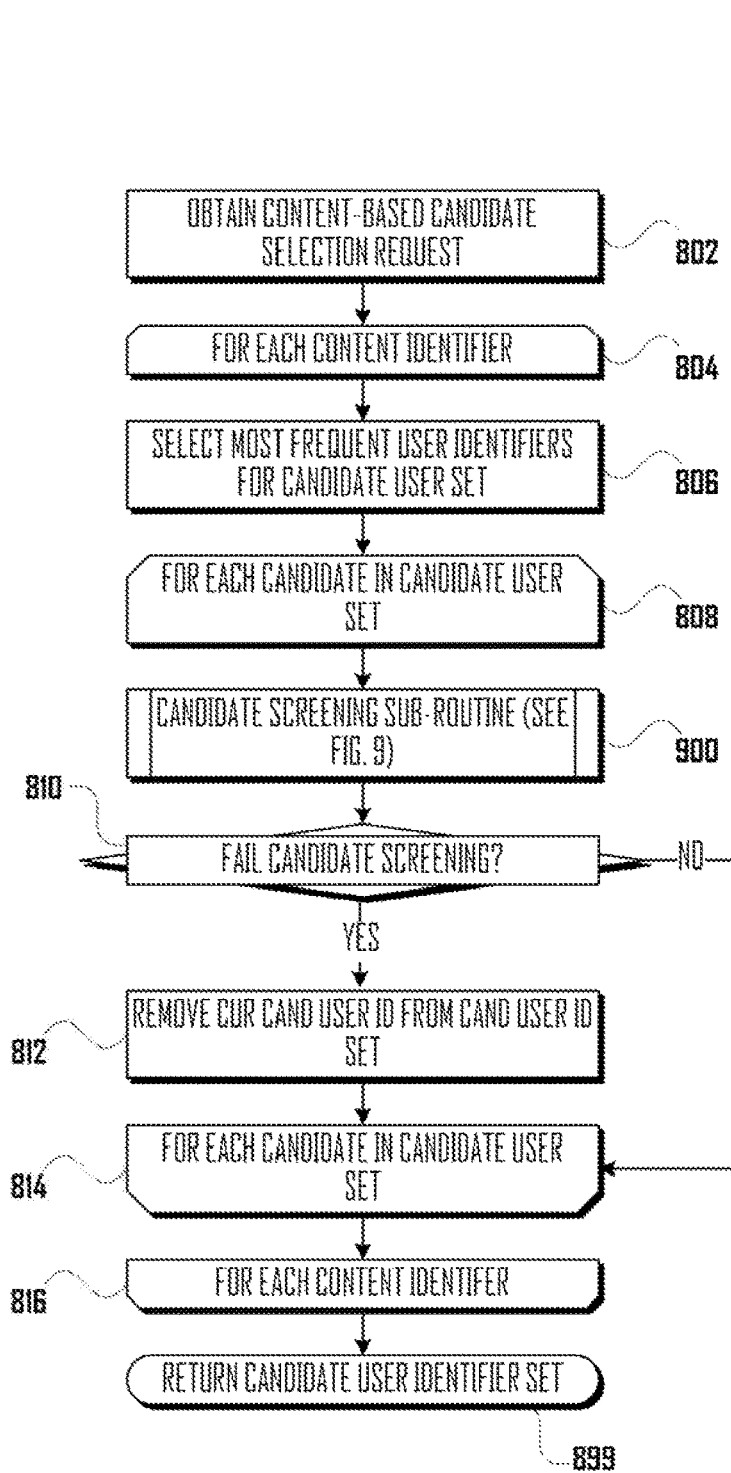 OBTAIN CONTENT-BASED CANDIDATE
SELECTION REQUEST
802
FOR EACH CONTENT IDENTIFIER
804
SELECT MOST FREQUENT USER IDENTIFIERS
FOR CANDIDATE USER SET
806
FOR EACH CANDIDATE IN CANDIDATE USER
SET
808
CANDIDATE SCREENING SUB-ROUTINE (SEE
FIG. 9)
900
810
FAIL CANDIDATE SCREENING?
NO
YES
REMOVE CUR CAND USER ID FROM CAND USER ID
SET
812
FOR EACH CANDIDATE IN CANDIDATE USER
SET
814
FOR EACH CONTENT IDENTIFER
816
RETURN CANDIDATE USER IDENTIFIER SET
899